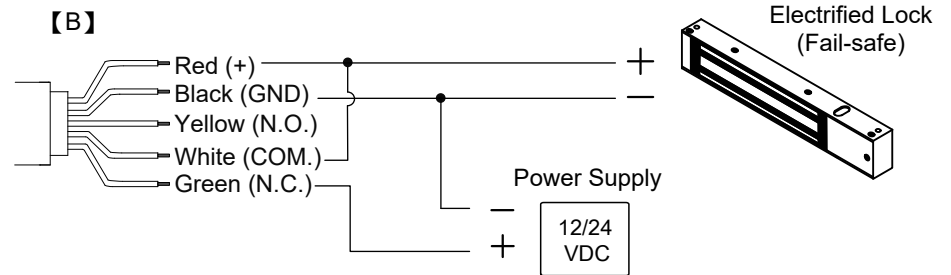 【B】
Electrified Lock
(Fail-safe)
Red (+)
+
Black (GND)
−
Yellow (N.O.)
White (COM.)
Green (N.C.)
Power Supply
−
+
12/24
VDC